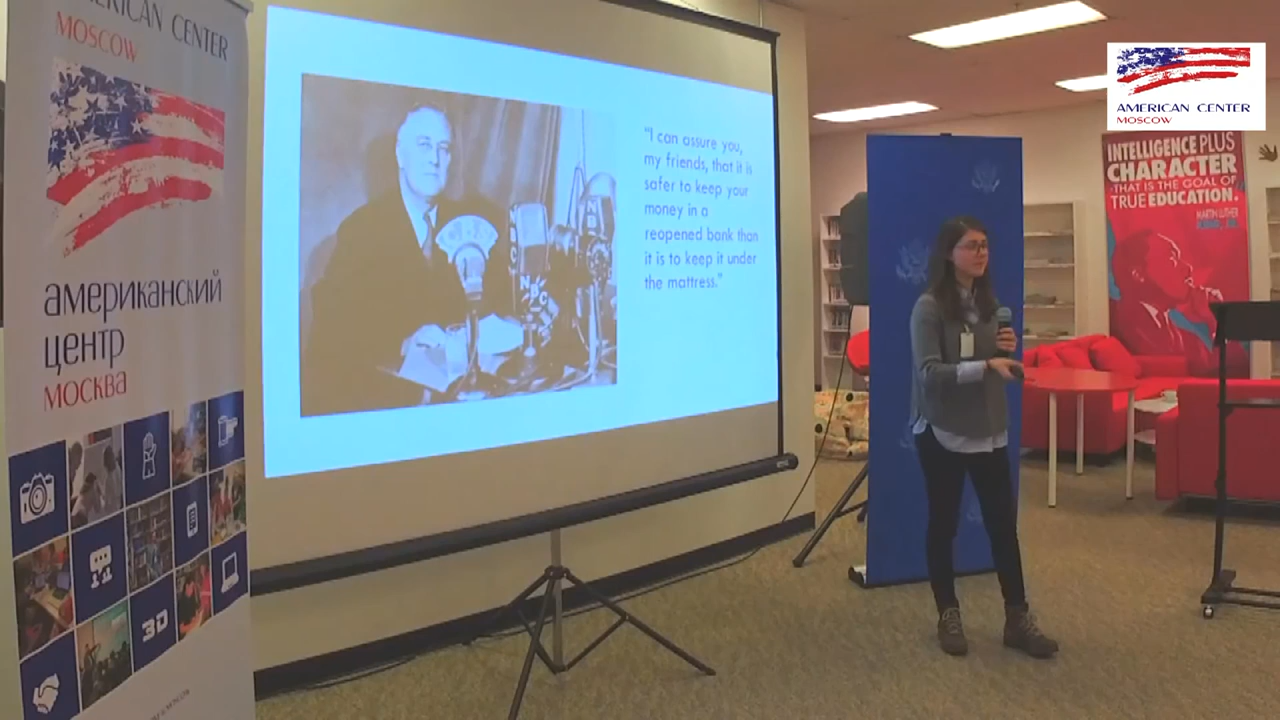 AMERICAN CENTER
MOSCOW
американский
центр
москва
3D
"I can assure you,
my friends, that it is
safer to keep your
money in a
reopened bank than
it is to keep it under
the mattress."
NBC
NBC
NB
AMERICAN CENTER
MOSCOW
INTELLIGENCE PLUS
CHARACTER
-THAT IS THE GOAL OF
TRUE EDUCATION.
MARTIN LUTHER
KING, JR.